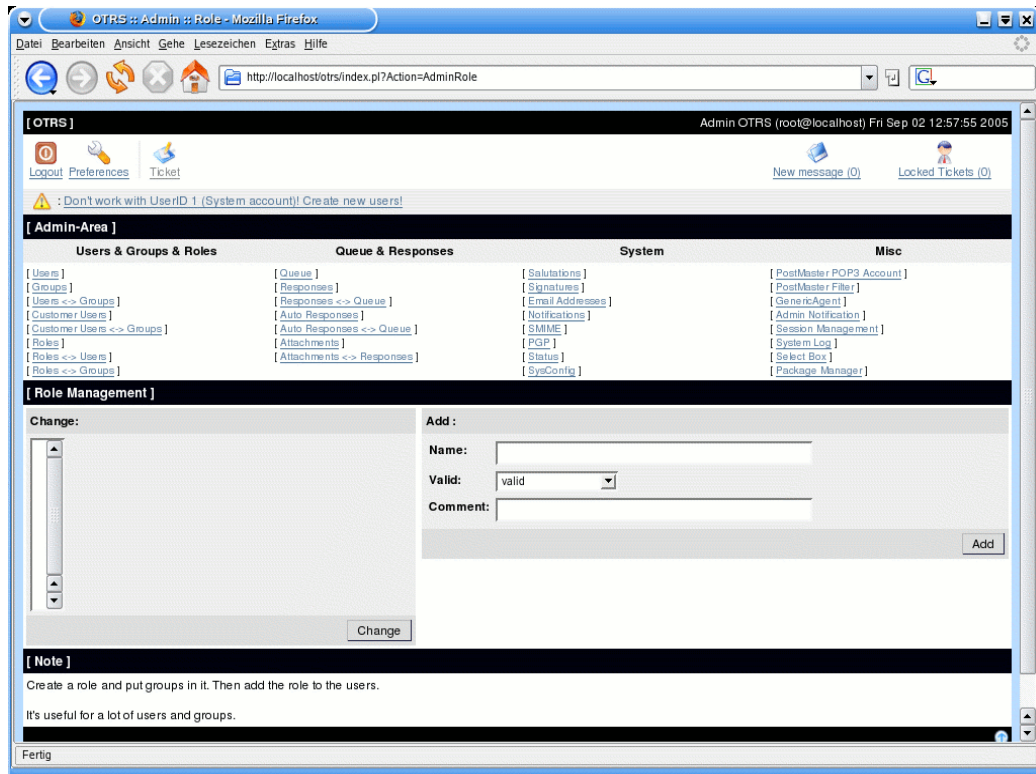 OTRS :: Admin :: Role - Mozilla Firefox
Datei Bearbeiten Ansicht Gehe Lesezeichen Extras Hilfe
http://localhost/otrs/index.pl?Action=AdminRole
G
[ OTRS ] Admin OTRS (root@localhost) Fri Sep 02 12:57:55 2005
Logout Preferences Ticket New message (0) Locked Tickets (0)
: Don't work with UserID 1 (System account)! Create new users!
[ Admin-Area ]
Users & Groups & Roles Queue & Responses System Misc
[ Users ] [ Queue ] [ Salutations ] [ PostMaster POP3 Account ]
[ Groups ] [ Responses ] [ Signatures ] [ PostMaster Filter ]
[ Users <-> Groups ] [ Responses <-> Queue ] [ Email Addresses ] [ GenericAgent ]
[ Customer Users ] [ Auto Responses ] [ Notifications ] [ Admin Notification ]
[ Customer Users <-> Groups ] [ Auto Responses <-> Queue ] [ SMIME ] [ Session Management ]
[ Roles ] [ Attachments ] [ PGP ] [ System Log ]
[ Roles <-> Users ] [ Attachments <-> Responses ] [ Status ] [ Select Box ]
[ Roles <-> Groups ] [ SysConfig ] [ Package Manager ]
[ Role Management ]
Change: Add :
Name:
Valid: valid
Comment:
Add
Change
[ Note ]
Create a role and put groups in it. Then add the role to the users.
It's useful for a lot of users and groups.
Fertig